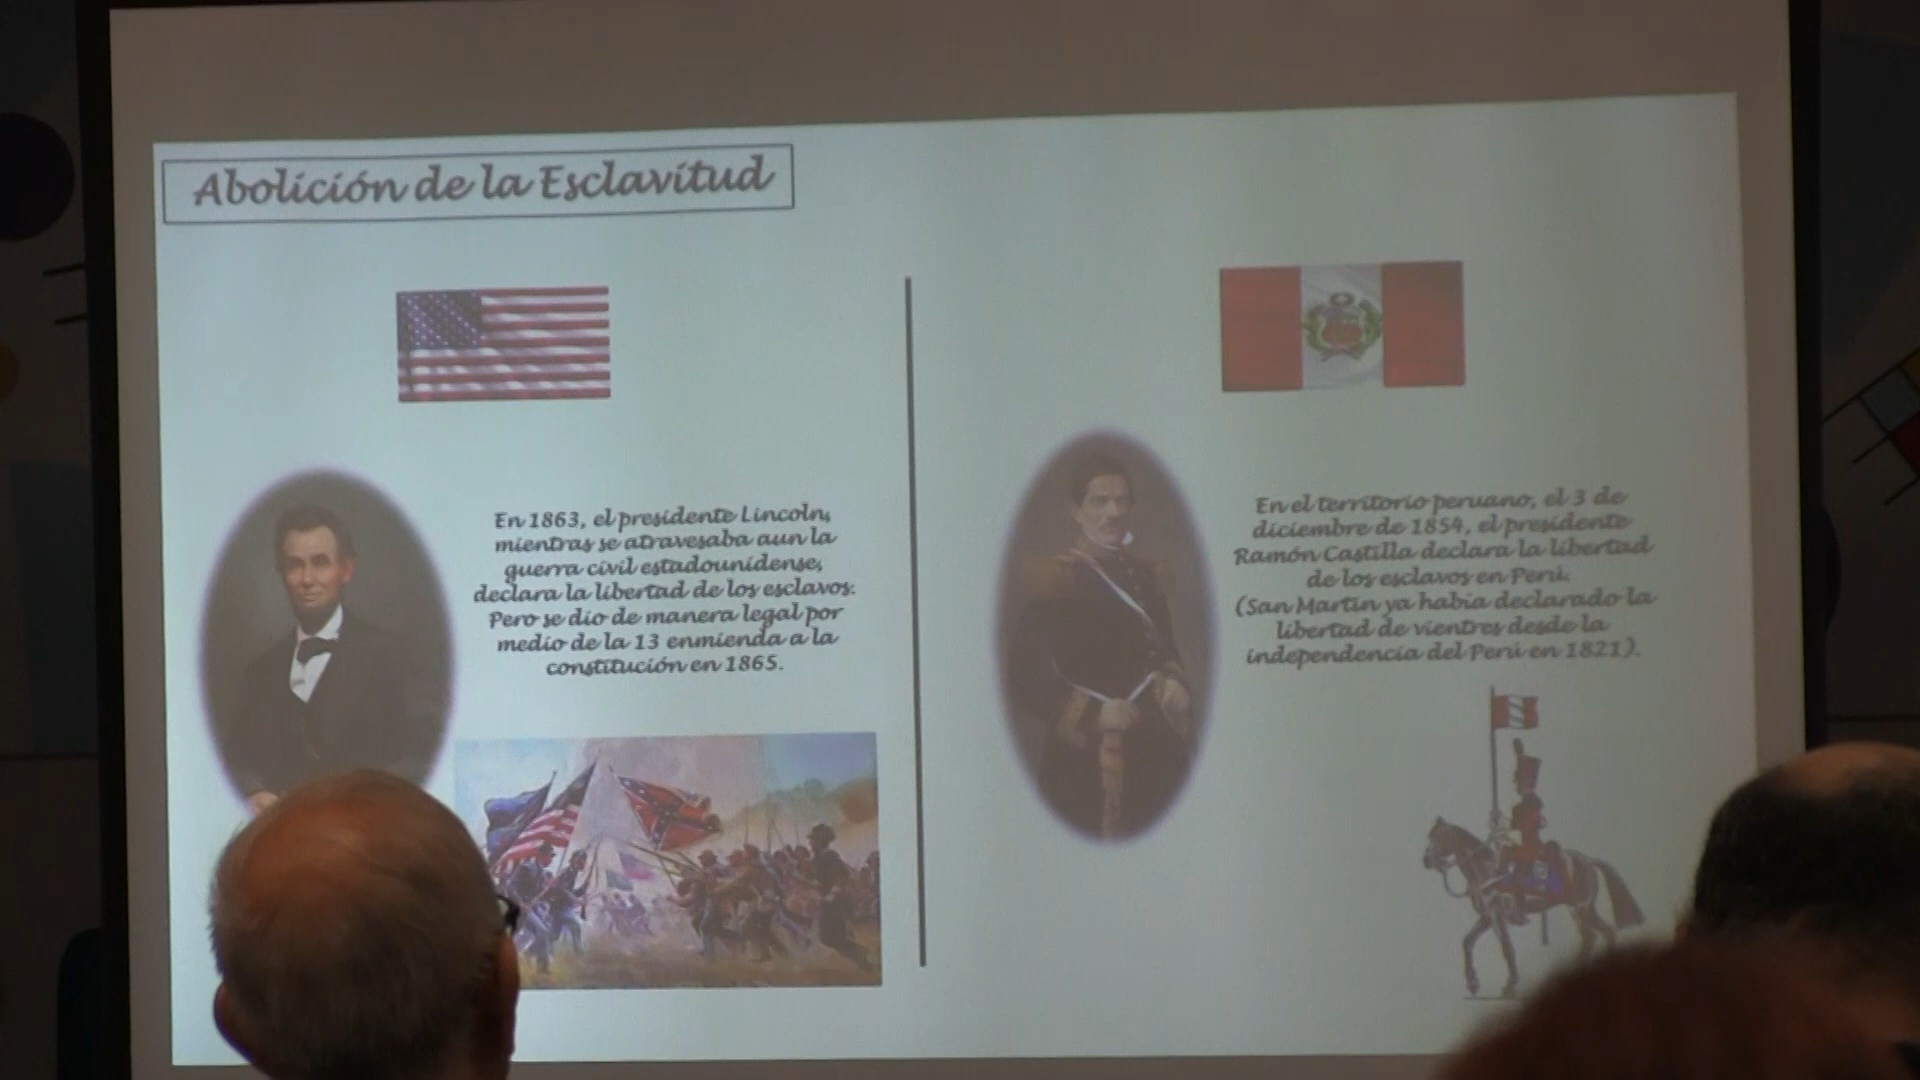 Abolición de la Esclavitud
En 1863, el presidente Lincoln,
mientras se atravesaba aun la
guerra civil estadounidense,
declara la libertad de los esclavos.
Pero se dio de manera legal por
medio de la 13 enmienda a la
constitución en 1865.
En el territorio peruano, el 3 de
diciembre de 1854, el presidente
Ramón Castilla declara la libertad
de los esclavos en Perú.
(San Martín ya había declarado la
libertad de vientres desde la
independencia del Perú en 1821).